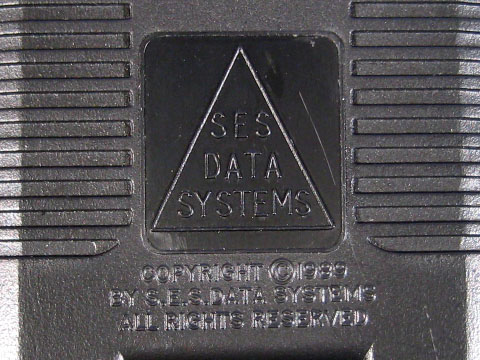 SES
DATA
SYSTEMS
COPYRIGHT © 1989
BY S.E.S. DATA SYSTEMS
ALL RIGHTS RESERVED